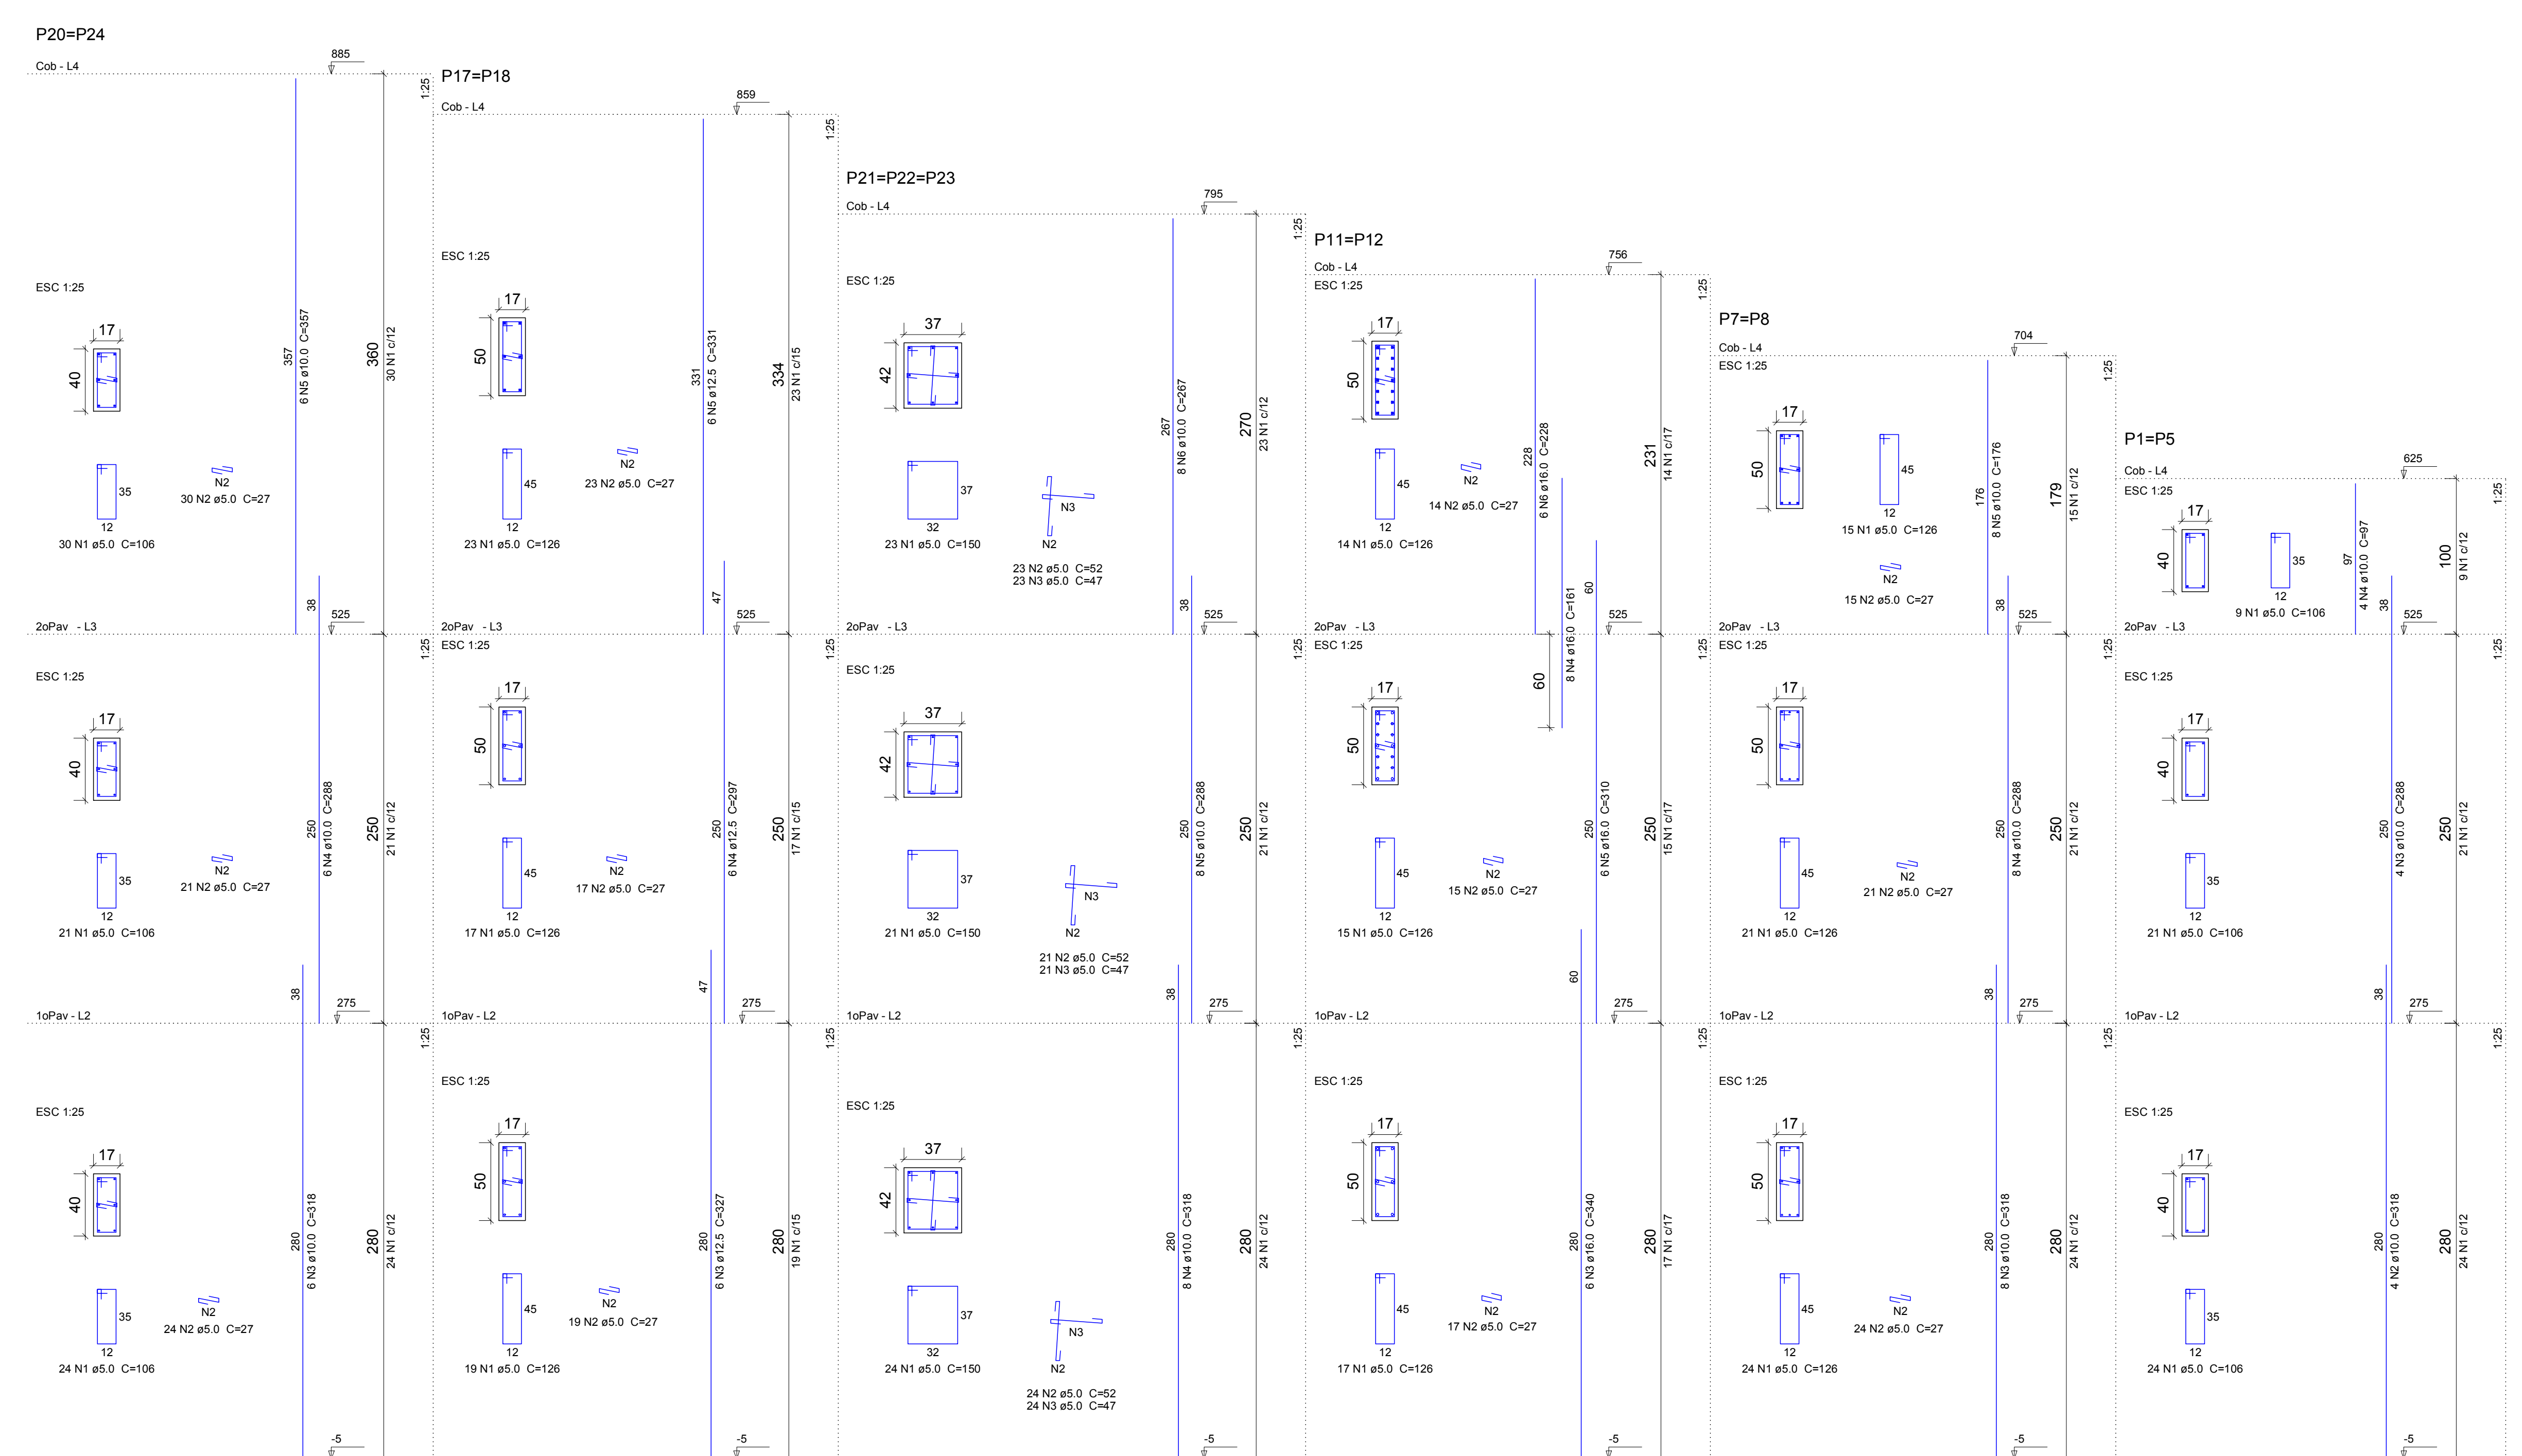 P20=P24
885
Cob - L4
1:25
ESC 1:25
17
40
35
12
N2
30 N2 ø5.0 C=27
30 N1 ø5.0 C=106
357
6 N5 ø10.0 C=357
360
30 N1 c/12
38
525
2oPav - L3
1:25
ESC 1:25
17
40
35
12
N2
21 N2 ø5.0 C=27
21 N1 ø5.0 C=106
250
6 N4 ø10.0 C=288
250
21 N1 c/12
38
275
1oPav - L2
1:25
ESC 1:25
17
40
35
12
N2
24 N2 ø5.0 C=27
24 N1 ø5.0 C=106
280
6 N3 ø10.0 C=318
280
24 N1 c/12
-5
P17=P18
859
Cob - L4
1:25
ESC 1:25
17
50
45
12
N2
23 N2 ø5.0 C=27
23 N1 ø5.0 C=126
331
6 N5 ø12.5 C=331
334
23 N1 c/15
47
525
2oPav - L3
1:25
ESC 1:25
17
50
45
12
N2
17 N2 ø5.0 C=27
17 N1 ø5.0 C=126
250
6 N4 ø12.5 C=297
250
17 N1 c/15
47
275
1oPav - L2
1:25
ESC 1:25
17
50
45
12
N2
19 N2 ø5.0 C=27
19 N1 ø5.0 C=126
280
6 N3 ø12.5 C=327
280
19 N1 c/15
-5
P21=P22=P23
795
Cob - L4
1:25
ESC 1:25
37
42
37
32
N3
N2
23 N1 ø5.0 C=150
23 N2 ø5.0 C=52
23 N3 ø5.0 C=47
267
8 N6 ø10.0 C=267
270
23 N1 c/12
38
525
2oPav - L3
1:25
ESC 1:25
37
42
37
32
N3
N2
21 N1 ø5.0 C=150
21 N2 ø5.0 C=52
21 N3 ø5.0 C=47
250
8 N5 ø10.0 C=288
250
21 N1 c/12
38
275
1oPav - L2
1:25
ESC 1:25
37
42
37
32
N3
N2
24 N1 ø5.0 C=150
24 N2 ø5.0 C=52
24 N3 ø5.0 C=47
280
8 N4 ø10.0 C=318
280
24 N1 c/12
-5
P11=P12
756
Cob - L4
1:25
ESC 1:25
17
50
45
12
N2
14 N2 ø5.0 C=27
14 N1 ø5.0 C=126
228
6 N6 ø16.0 C=228
8 N4 ø16.0 C=161
60
231
14 N1 c/17
60
525
2oPav - L3
1:25
ESC 1:25
17
50
45
12
N2
15 N2 ø5.0 C=27
15 N1 ø5.0 C=126
250
6 N5 ø16.0 C=310
250
15 N1 c/17
60
275
1oPav - L2
1:25
ESC 1:25
17
50
45
12
N2
17 N2 ø5.0 C=27
17 N1 ø5.0 C=126
280
6 N3 ø16.0 C=340
280
17 N1 c/17
-5
P7=P8
704
Cob - L4
1:25
ESC 1:25
17
50
45
12
15 N1 ø5.0 C=126
N2
15 N2 ø5.0 C=27
176
8 N5 ø10.0 C=176
179
15 N1 c/12
38
525
2oPav - L3
1:25
ESC 1:25
17
50
45
12
N2
21 N2 ø5.0 C=27
21 N1 ø5.0 C=126
250
8 N4 ø10.0 C=288
250
21 N1 c/12
38
275
1oPav - L2
1:25
ESC 1:25
17
50
45
12
N2
24 N2 ø5.0 C=27
24 N1 ø5.0 C=126
280
8 N3 ø10.0 C=318
280
24 N1 c/12
-5
P1=P5
625
Cob - L4
1:25
ESC 1:25
17
40
35
12
9 N1 ø5.0 C=106
97
4 N4 ø10.0 C=97
100
9 N1 c/12
38
525
2oPav - L3
1:25
ESC 1:25
17
40
35
12
21 N1 ø5.0 C=106
250
4 N3 ø10.0 C=288
250
21 N1 c/12
38
275
1oPav - L2
1:25
ESC 1:25
17
40
35
12
24 N1 ø5.0 C=106
280
4 N2 ø10.0 C=318
280
24 N1 c/12
-5